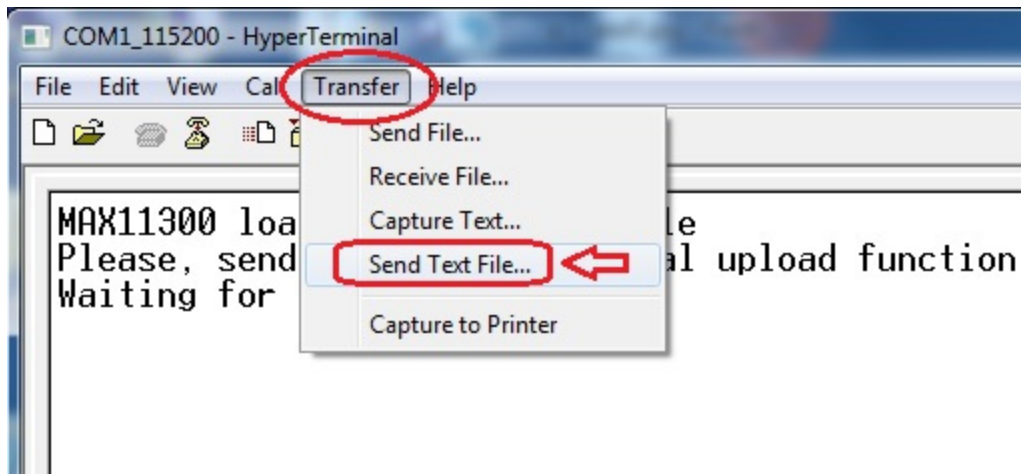 COM1_115200 - HyperTerminal
File Edit View Transfer Help
Send File...
Receive File...
Capture Text...
Send Text File...
Capture to Printer
MAX11300 loa le
Please, send al upload function
Waiting for